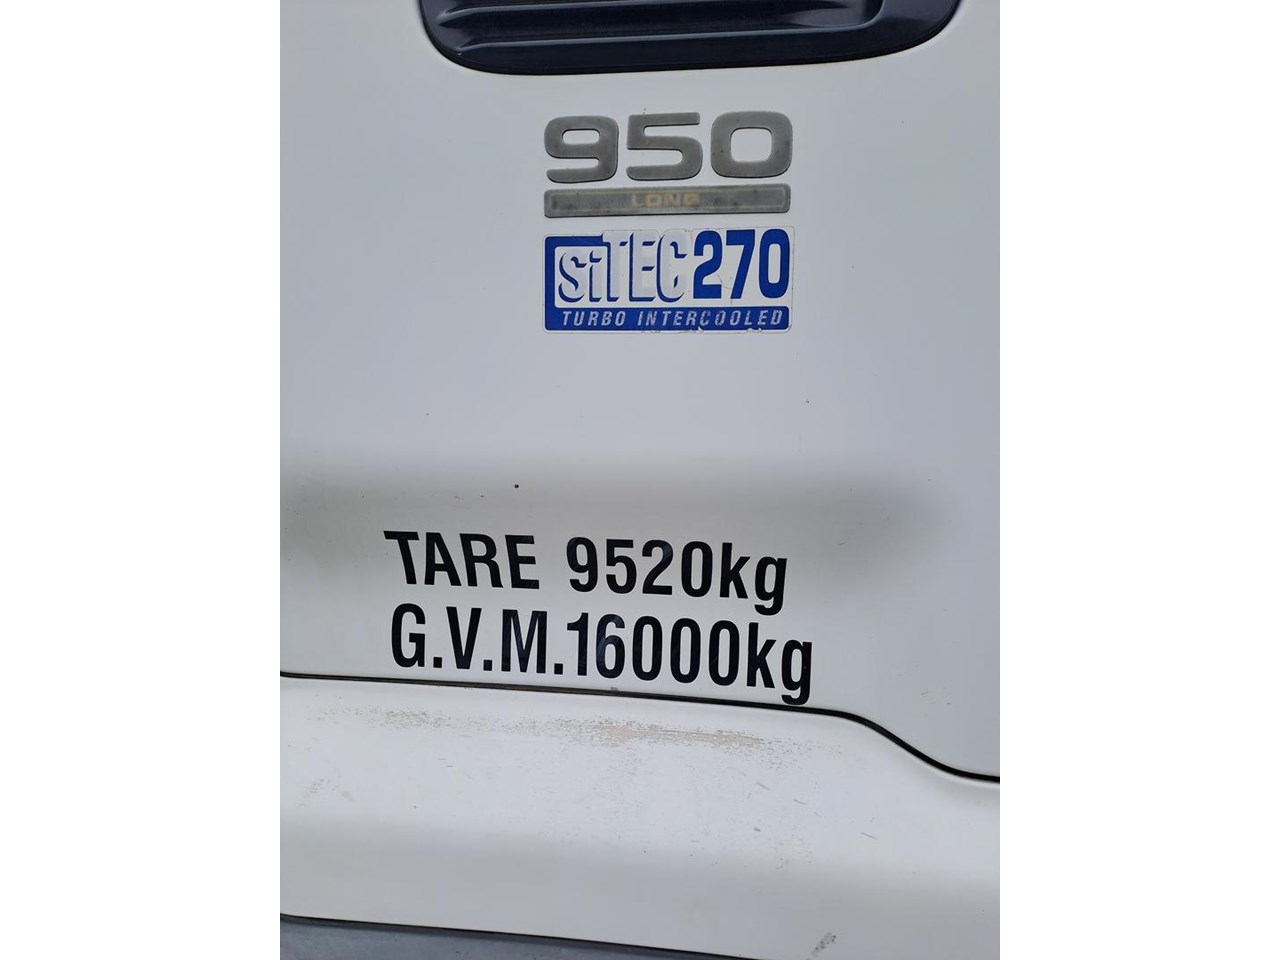 950
LONG
SiTEC 270
TURBO INTERCOOLED
TARE 9520kg
G.V.M.16000kg